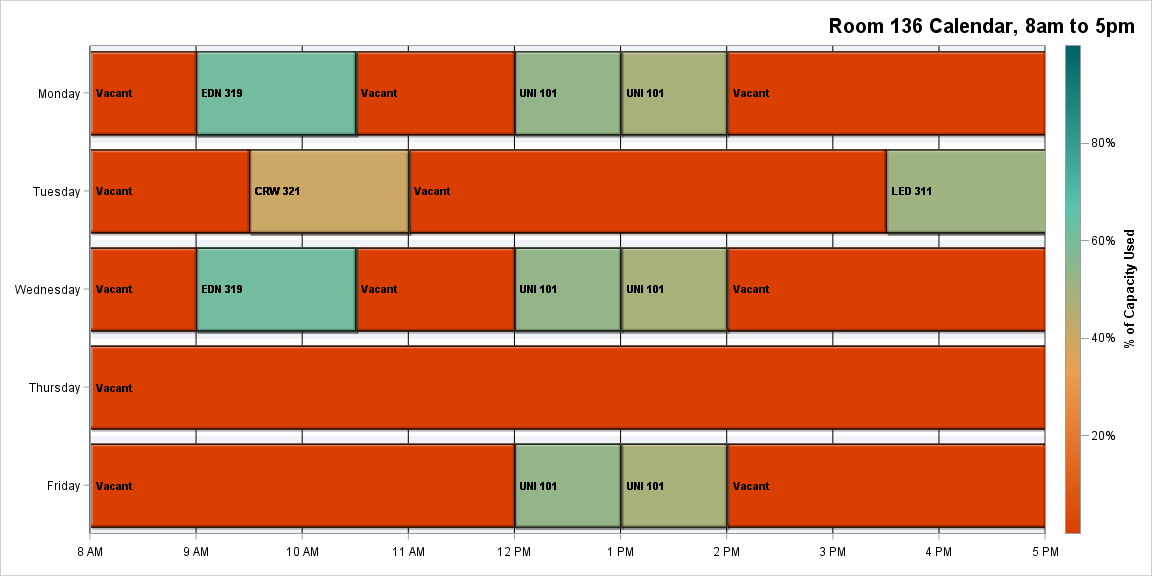 Room 136 Calendar, 8am to 5pm
Monday
Vacant
EDN 319
Vacant
UNI 101
UNI 101
Vacant
Tuesday
Vacant
CRW 321
Vacant
LED 311
Wednesday
Vacant
EDN 319
Vacant
UNI 101
UNI 101
Vacant
Thursday
Vacant
Friday
Vacant
UNI 101
UNI 101
Vacant
8 AM
9 AM
10 AM
11 AM
12 PM
1 PM
2 PM
3 PM
4 PM
5 PM
80%
60%
40%
20%
% of Capacity Used